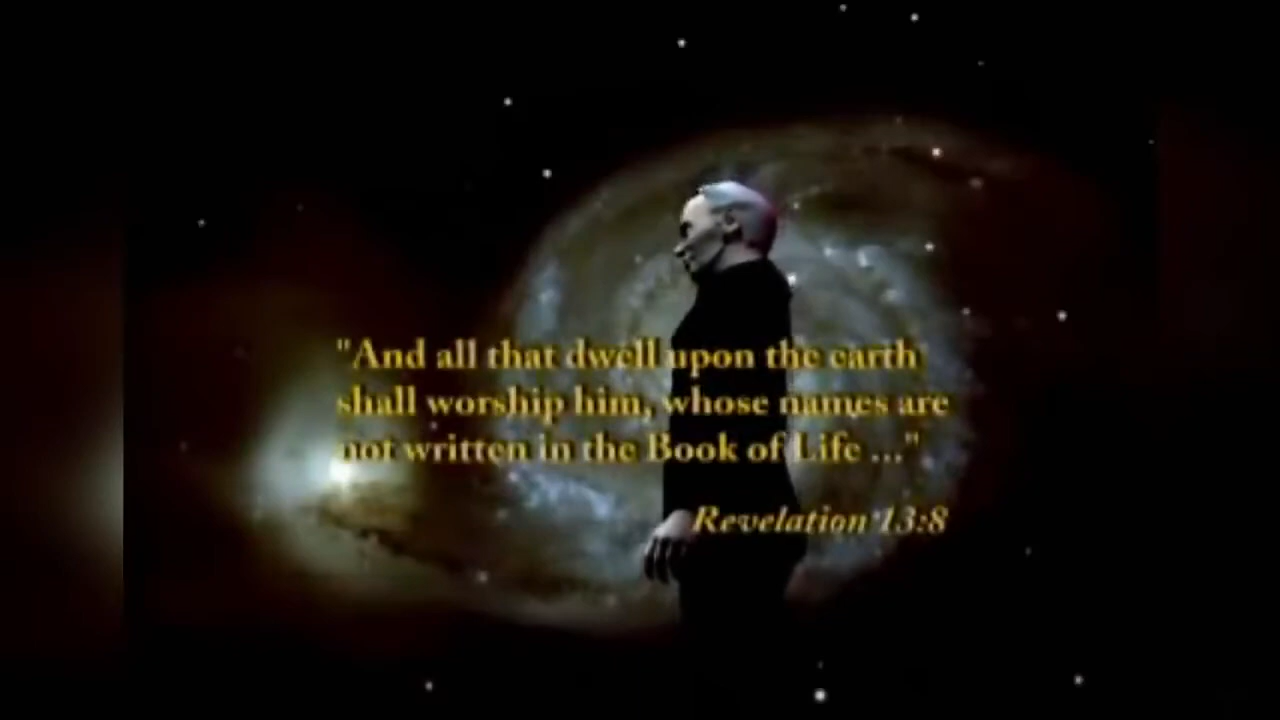 "And all that dwell upon the earth
shall worship him, whose names are
not written in the Book of Life ..."
Revelation 13:8